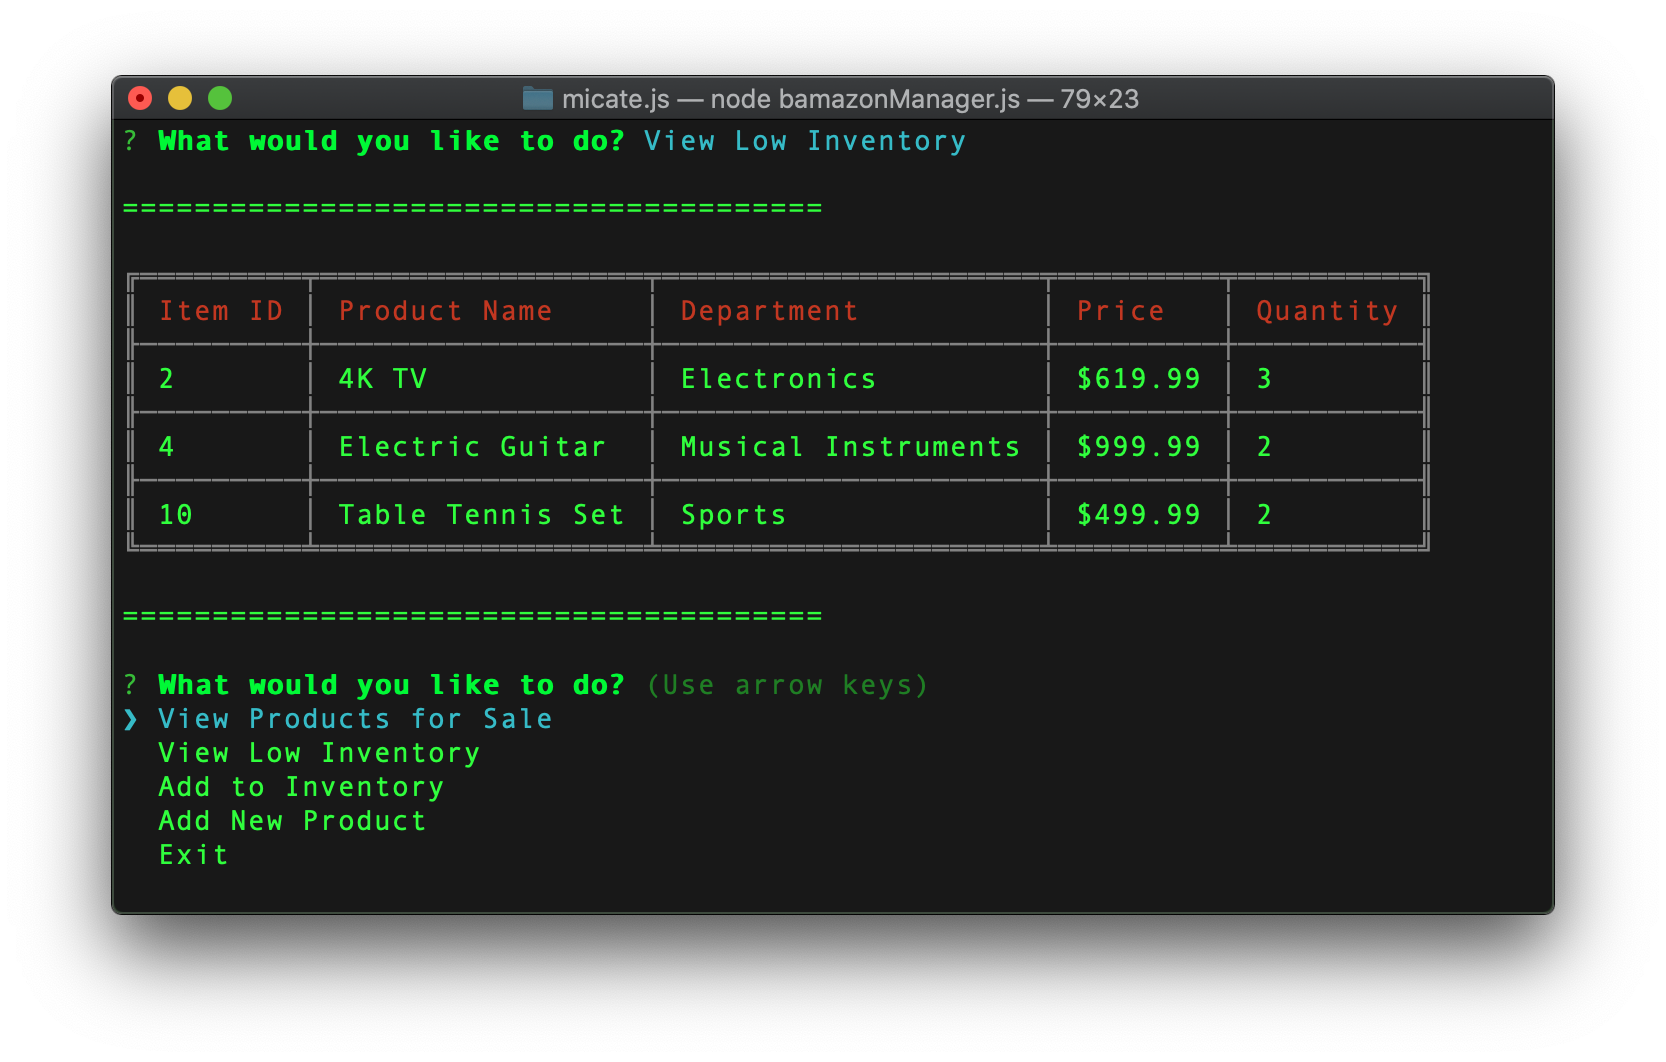 micate.js — node bamazonManager.js — 79×23
? What would you like to do? View Low Inventory
=======================================
Item ID Product Name Department Price Quantity
2 4K TV Electronics $619.99 3
4 Electric Guitar Musical Instruments $999.99 2
10 Table Tennis Set Sports $499.99 2
=======================================
? What would you like to do? (Use arrow keys)
❯ View Products for Sale
View Low Inventory
Add to Inventory
Add New Product
Exit